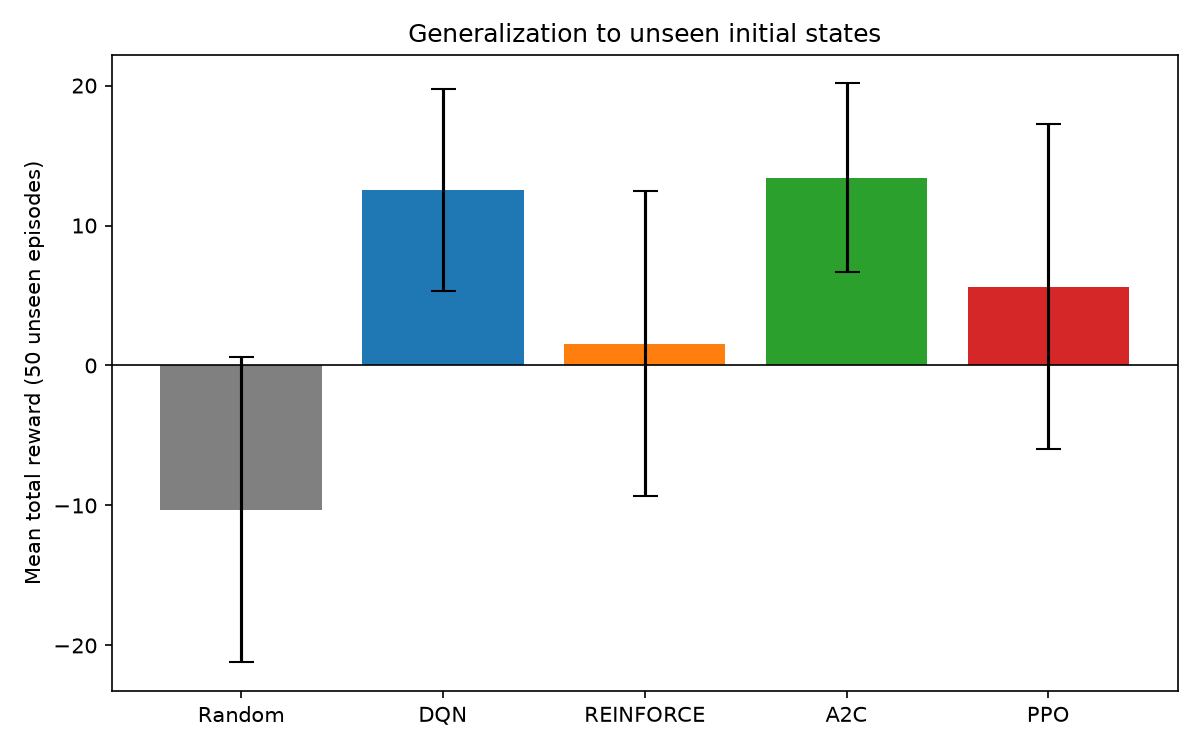 Generalization to unseen initial states
Mean total reward (50 unseen episodes)
20
10
0
−10
−20
Random
DQN
REINFORCE
A2C
PPO